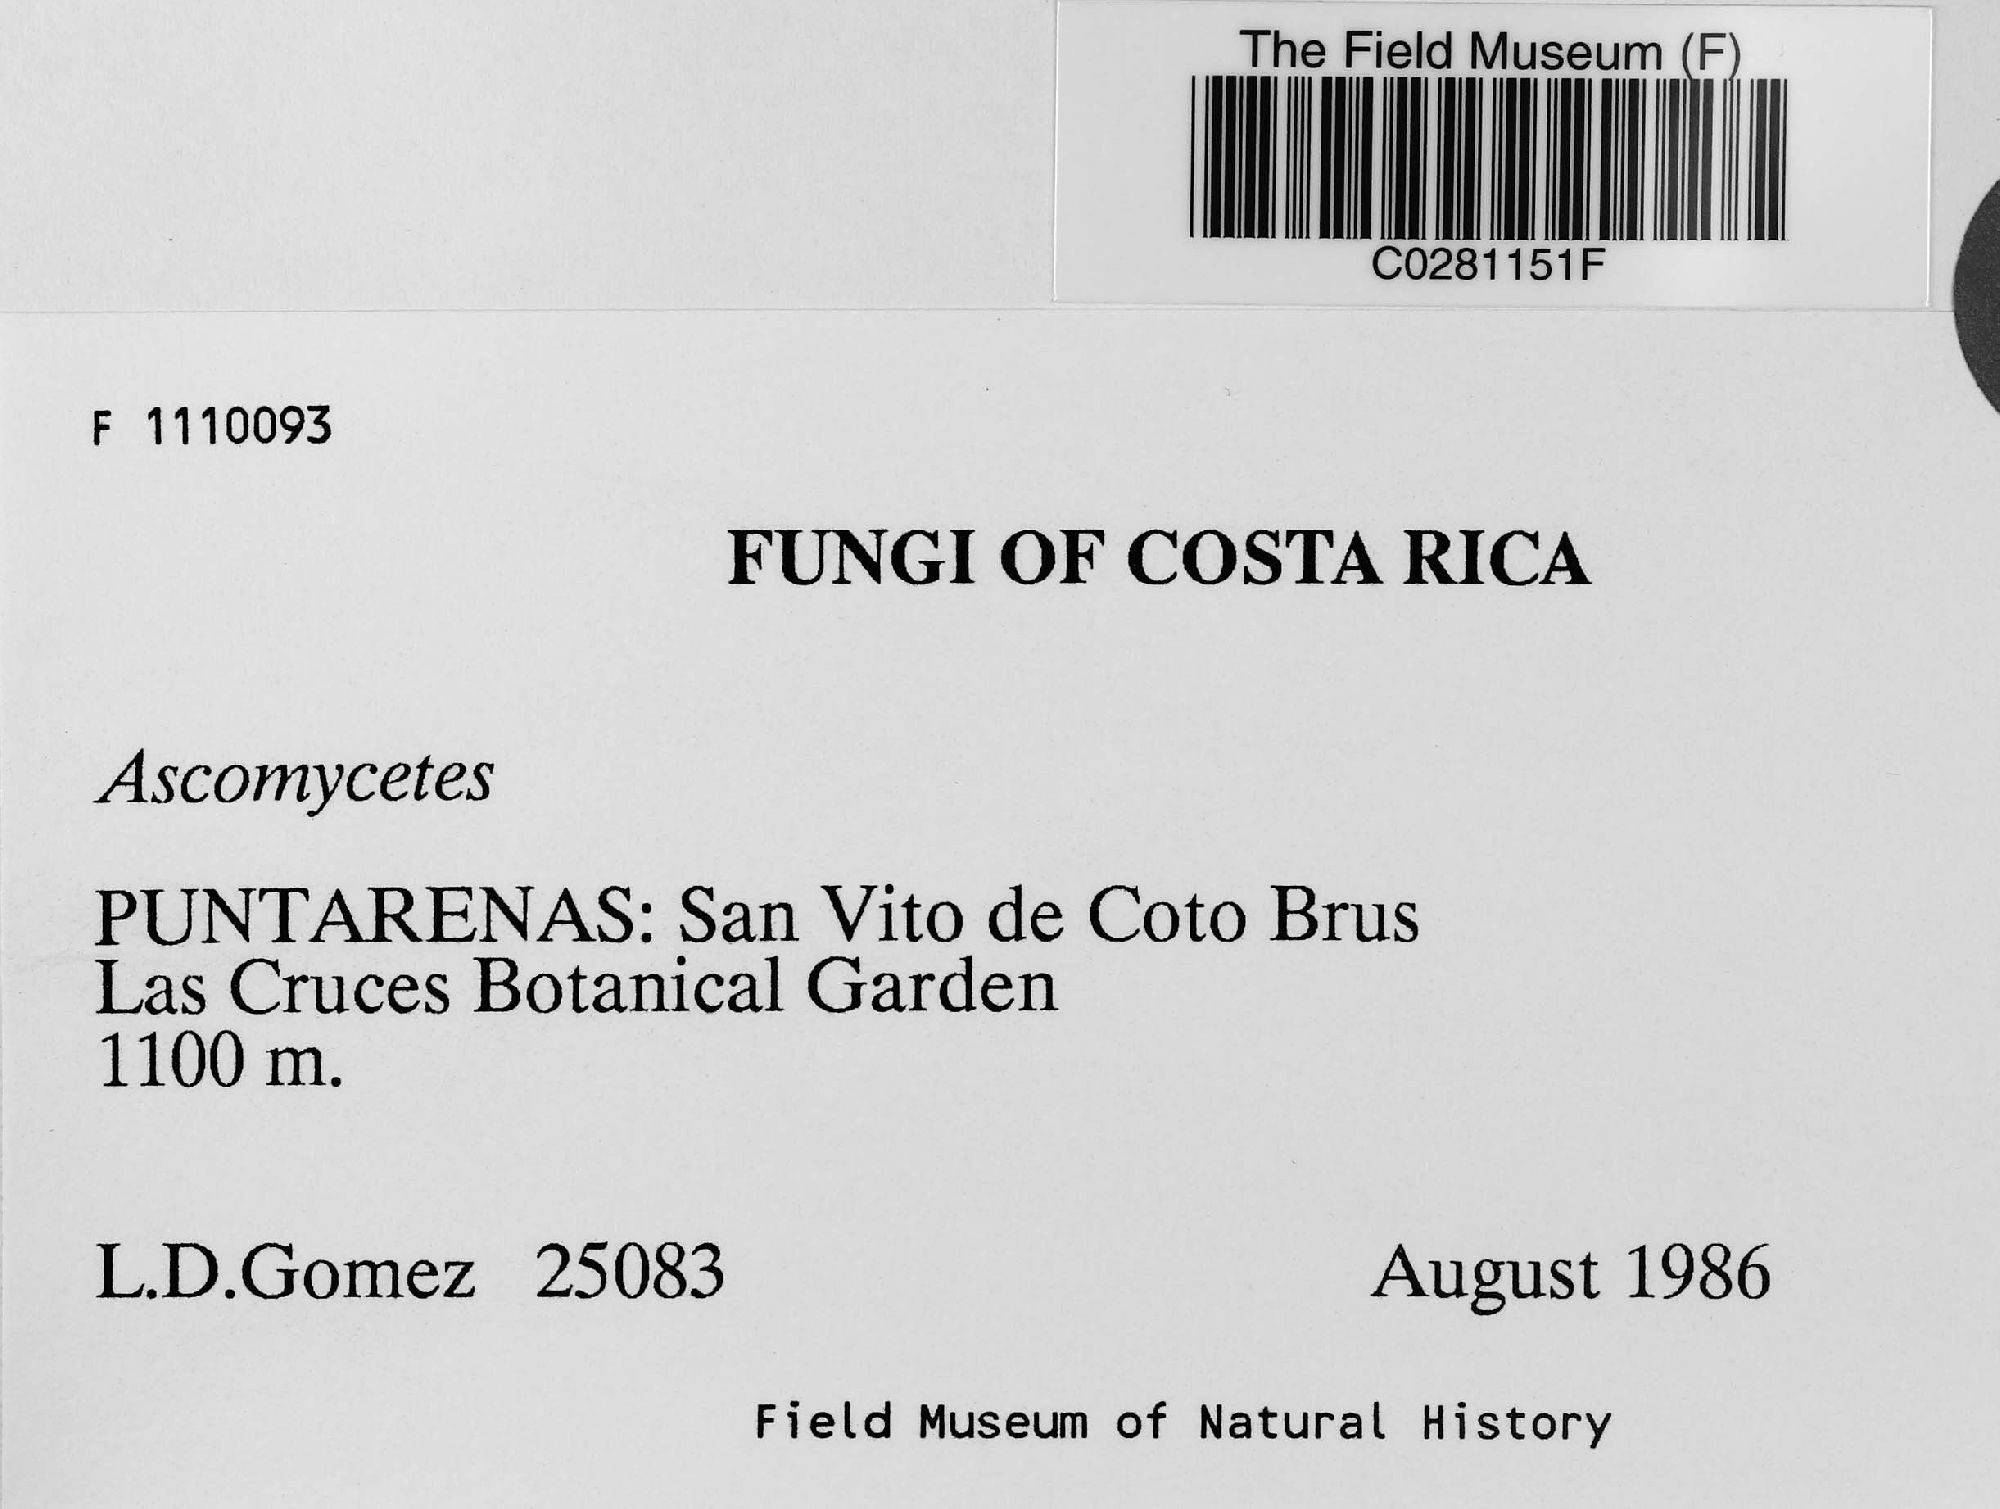 The Field Museum (F)
C0281151F
F 1110093
FUNGI OF COSTA RICA
Ascomycetes
PUNTARENAS: San Vito de Coto Brus
Las Cruces Botanical Garden
1100 m.
L.D.Gomez 25083 August 1986
Field Museum of Natural History